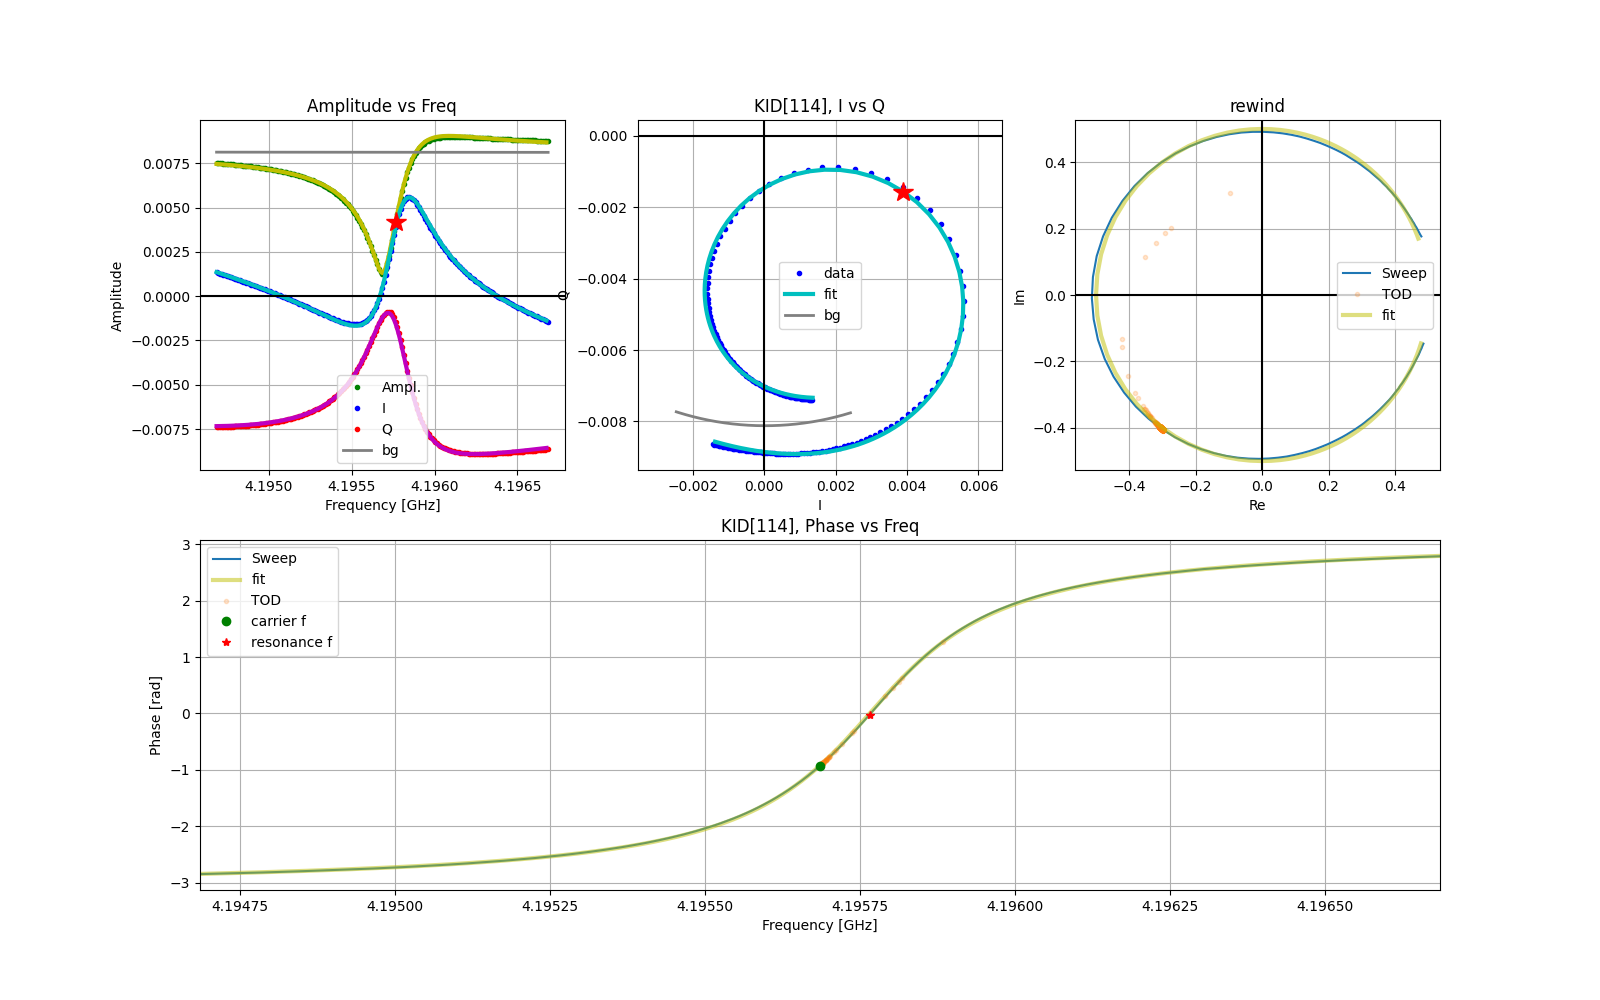 Amplitude vs Freq
0.0075
0.0050
0.0025
0.0000
−0.0025
−0.0050
−0.0075
Amplitude
4.1950
4.1955
4.1960
4.1965
Frequency [GHz]
Ampl.
I
Q
bg
KID[114], I vs Q
0.000
−0.002
−0.004
−0.006
−0.008
Q
−0.002
0.000
0.002
0.004
0.006
I
data
fit
bg
rewind
0.4
0.2
0.0
−0.2
−0.4
Im
−0.4
−0.2
0.0
0.2
0.4
Re
Sweep
TOD
fit
KID[114], Phase vs Freq
3
2
1
0
−1
−2
−3
Phase [rad]
4.19475
4.19500
4.19525
4.19550
4.19575
4.19600
4.19625
4.19650
Frequency [GHz]
Sweep
fit
TOD
carrier f
resonance f